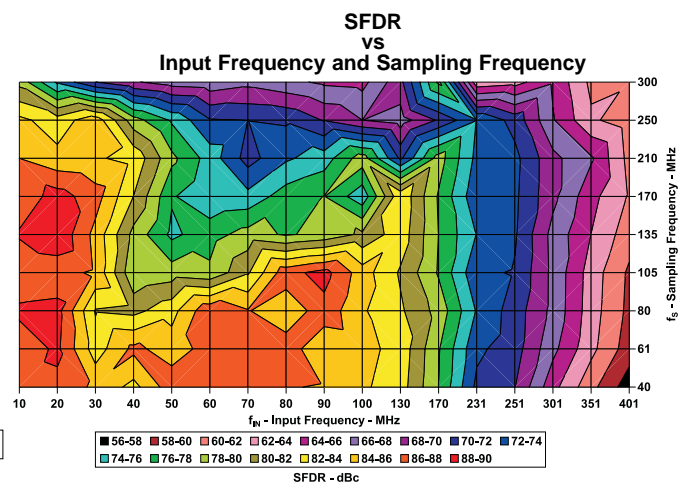 SFDR
vs
Input Frequency and Sampling Frequency
300
250
210
170
135
105
80
61
40
fS - Sampling Frequency - MHz
10 20 30 40 50 60 70 80 90 100 130 170 231 251 301 351 401
fIN - Input Frequency - MHz
56-58 58-60 60-62 62-64 64-66 66-68 68-70 70-72 72-74
74-76 76-78 78-80 80-82 82-84 84-86 86-88 88-90
SFDR - dBc